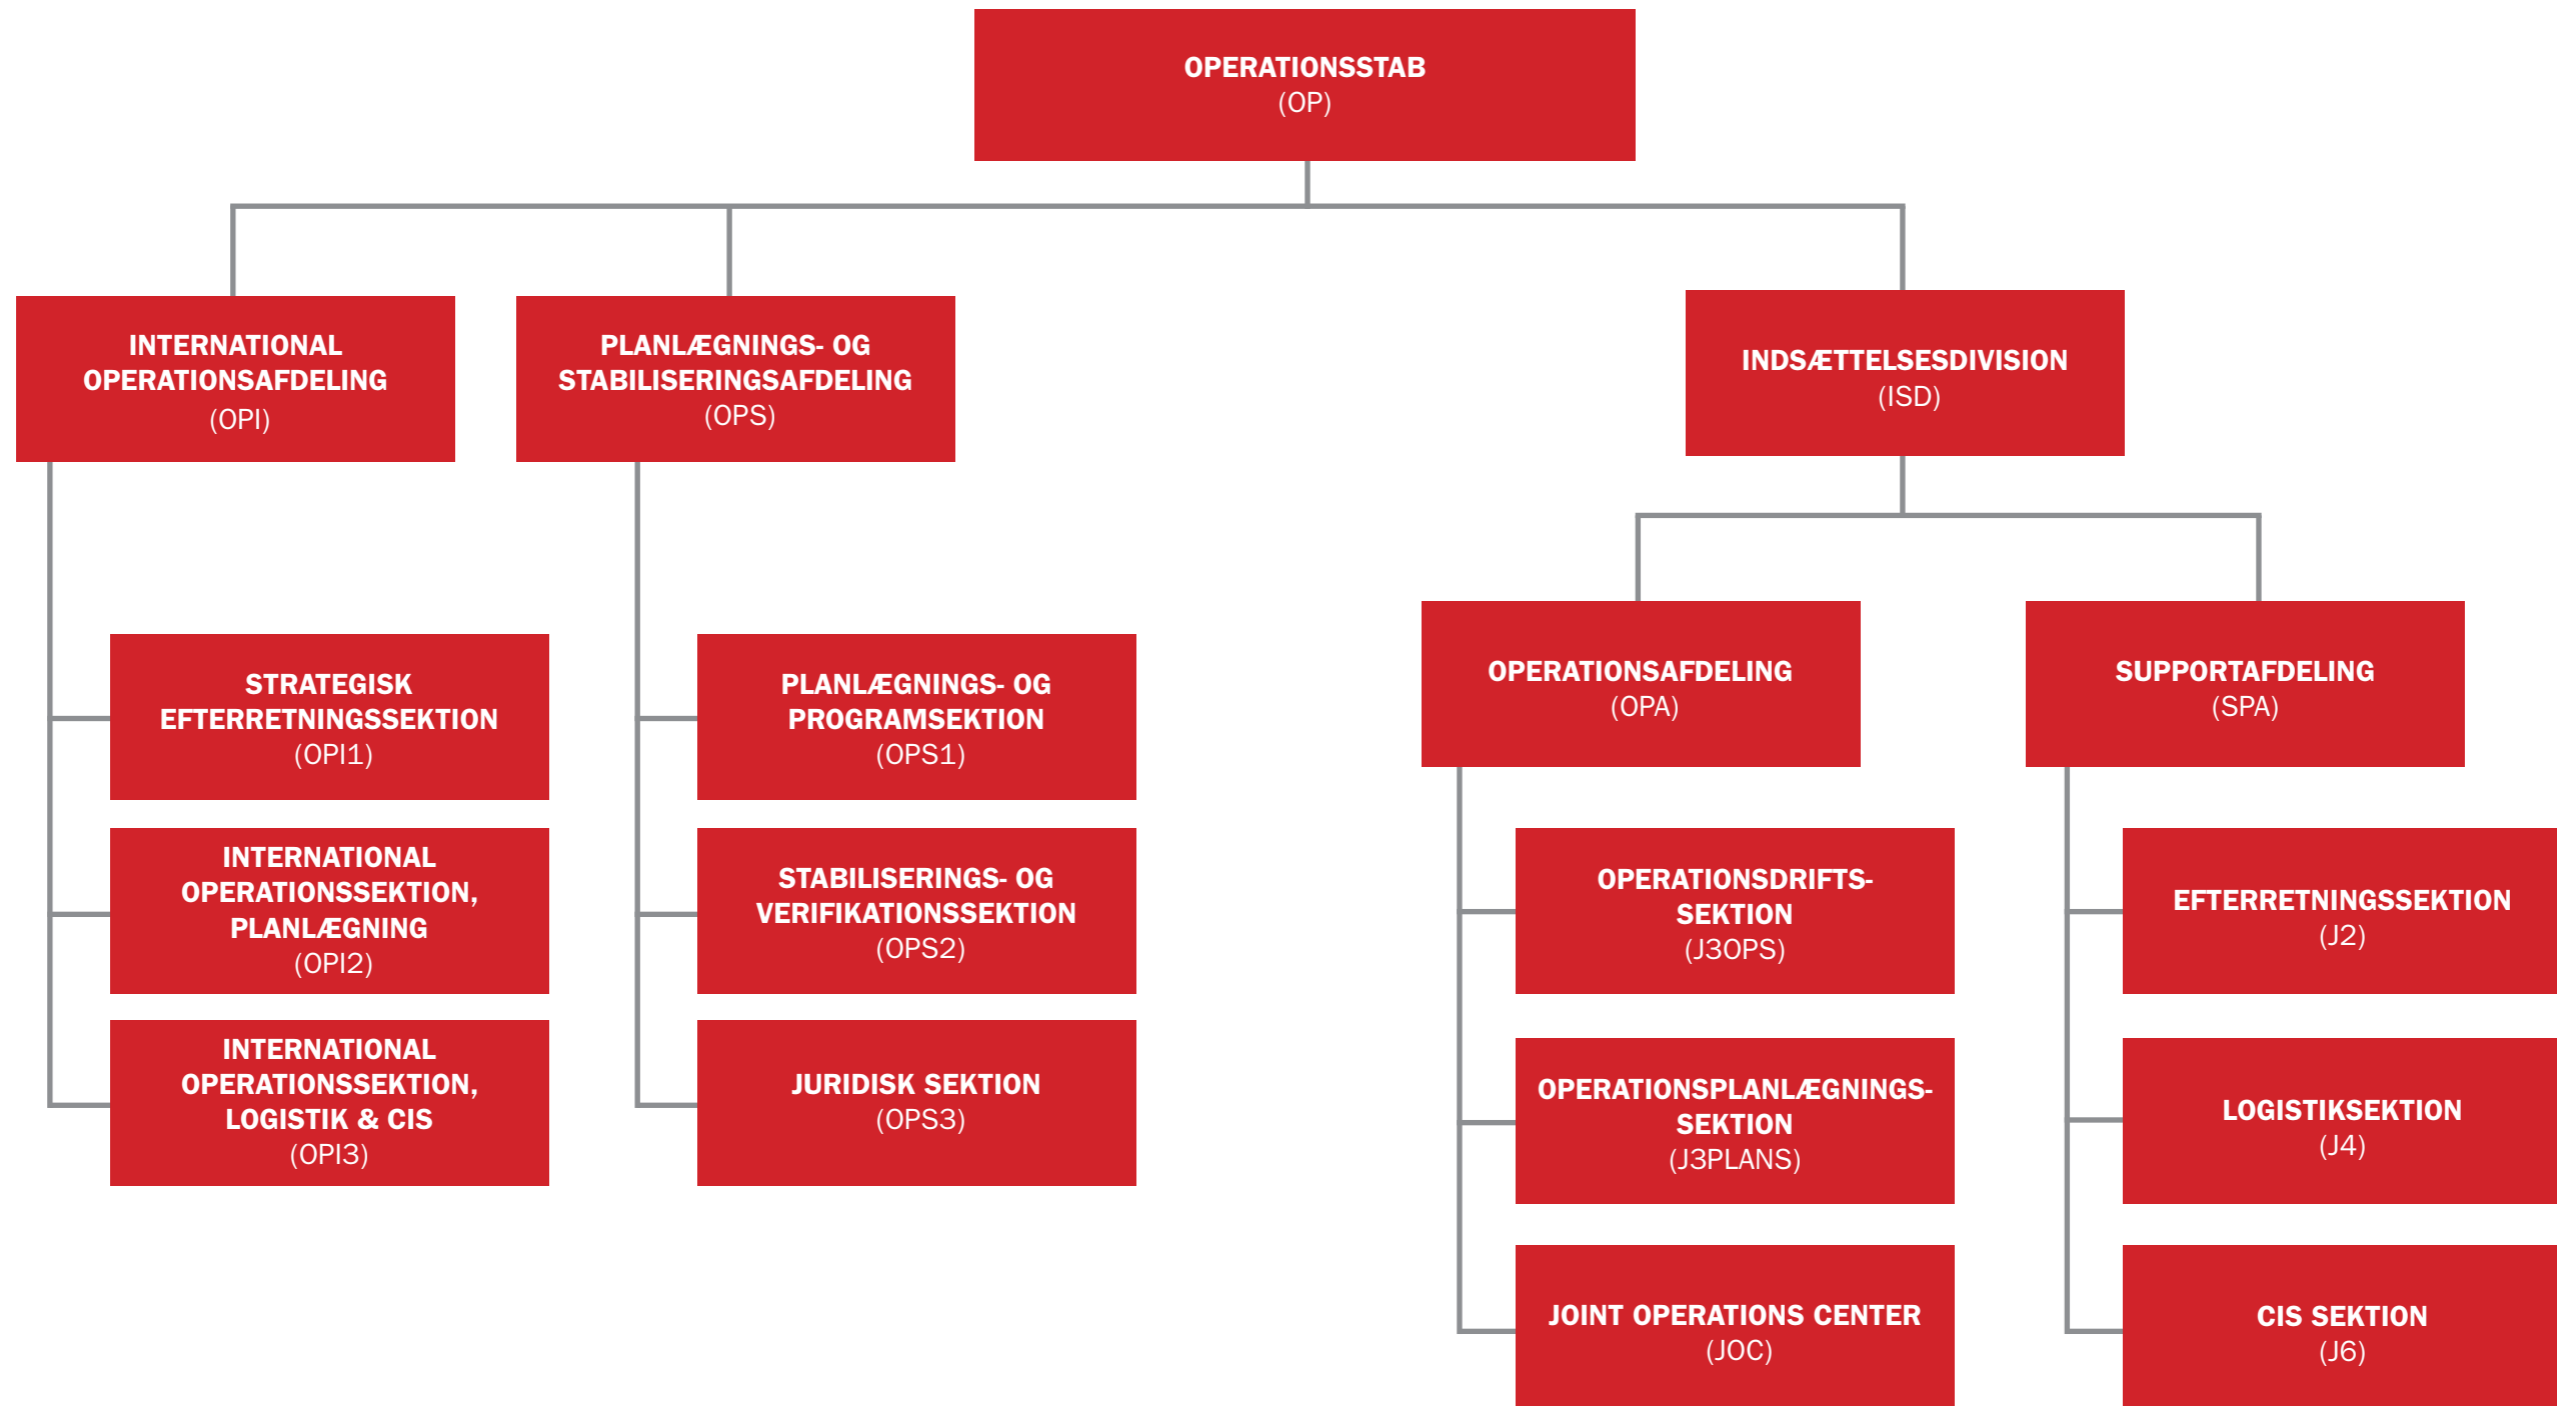 OPERATIONSSTAB
(OP)
INTERNATIONAL
OPERATIONSAFDELING
(OPI)
PLANLÆGNINGS- OG
STABILISERINGSAFDELING
(OPS)
INDSÆTTELSESDIVISION
(ISD)
STRATEGISK
EFTERRETNINGSSEKTION
(OPI1)
INTERNATIONAL
OPERATIONSSEKTION,
PLANLÆGNING
(OPI2)
INTERNATIONAL
OPERATIONSSEKTION,
LOGISTIK & CIS
(OPI3)
PLANLÆGNINGS- OG
PROGRAMSEKTION
(OPS1)
STABILISERINGS- OG
VERIFIKATIONSSEKTION
(OPS2)
JURIDISK SEKTION
(OPS3)
OPERATIONSAFDELING
(OPA)
OPERATIONSDRIFTS-
SEKTION
(J3OPS)
OPERATIONSPLANLÆGNINGS-
SEKTION
(J3PLANS)
JOINT OPERATIONS CENTER
(JOC)
SUPPORTAFDELING
(SPA)
EFTERRETNINGSSEKTION
(J2)
LOGISTIKSEKTION
(J4)
CIS SEKTION
(J6)